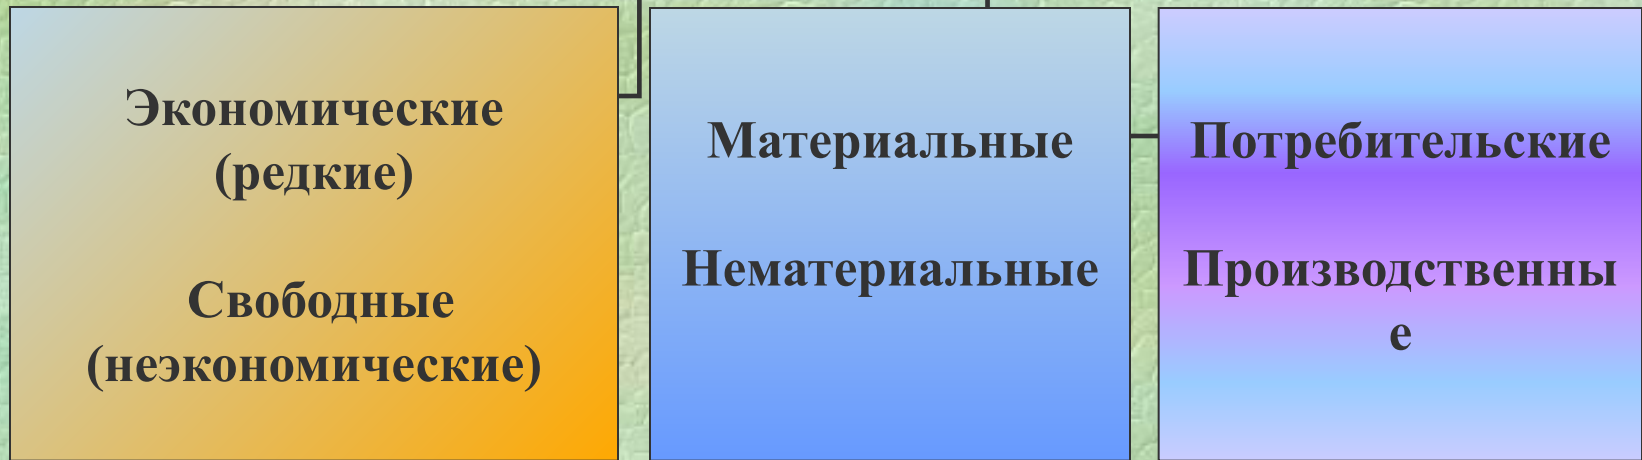 Экономические
(редкие)
Свободные
(неэкономические)
Материальные
Нематериальные
Потребительские
Производственны
е